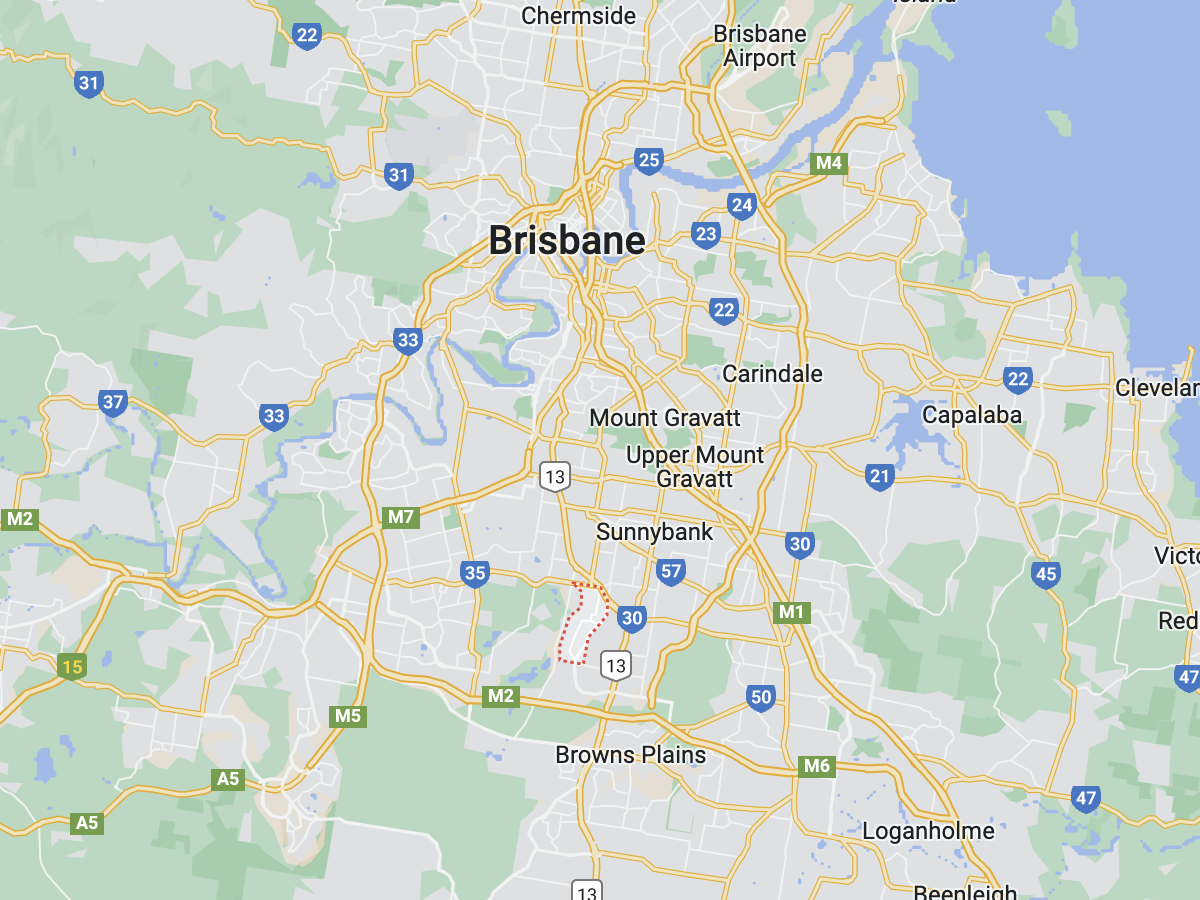 Island
Chermside
22
Brisbane
Airport
31
25
M4
31
24
23
Brisbane
22
33
Carindale
22
Clevelan
37
33
Capalaba
Mount Gravatt
Upper Mount
Gravatt
13
21
M7
M2
Sunnybank
30
Victo
35
57
45
M1
30
Red
15
13
47
M2
50
M5
Browns Plains
M6
A5
47
A5
Loganholme
13
Beenleigh